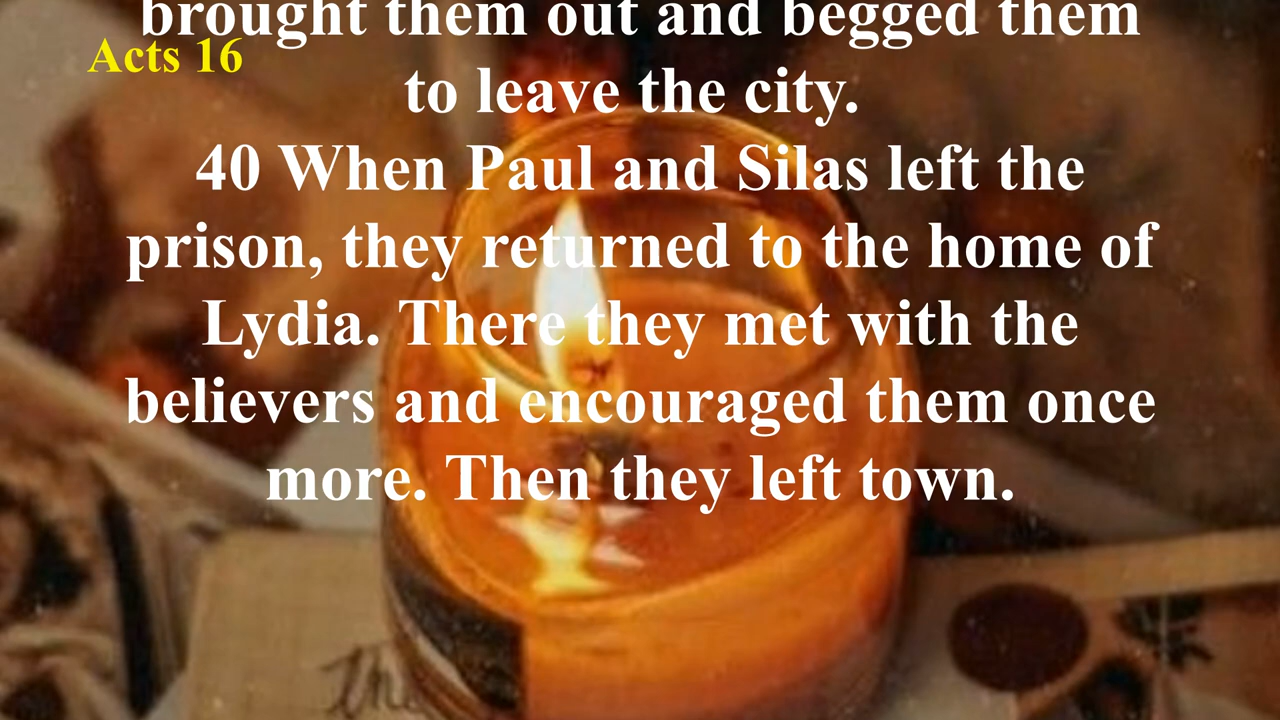 brought them out and begged them
Acts 16
to leave the city.
40 When Paul and Silas left the
prison, they returned to the home of
Lydia. There they met with the
believers and encouraged them once
more. Then they left town.
The